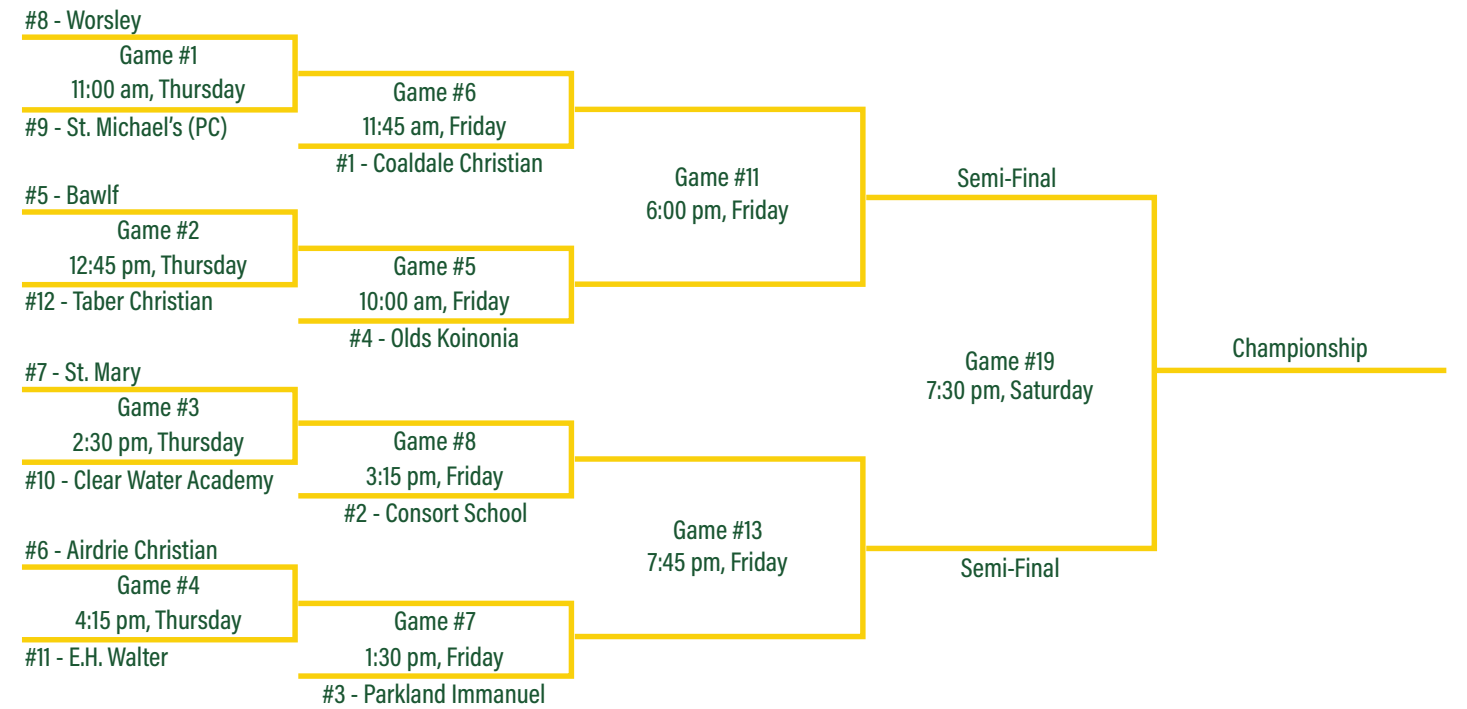 #8 - Worsley
Game #1
11:00 am, Thursday
#9 - St. Michael's (PC)
Game #6
11:45 am, Friday
#1 - Coaldale Christian
#5 - Bawlf
Game #2
12:45 pm, Thursday
#12 - Taber Christian
Game #5
10:00 am, Friday
#4 - Olds Koinonia
Game #11
6:00 pm, Friday
Semi-Final
#7 - St. Mary
Game #3
2:30 pm, Thursday
#10 - Clear Water Academy
Game #8
3:15 pm, Friday
#2 - Consort School
#6 - Airdrie Christian
Game #4
4:15 pm, Thursday
#11 - E.H. Walter
Game #7
1:30 pm, Friday
#3 - Parkland Immanuel
Game #13
7:45 pm, Friday
Semi-Final
Game #19
7:30 pm, Saturday
Championship